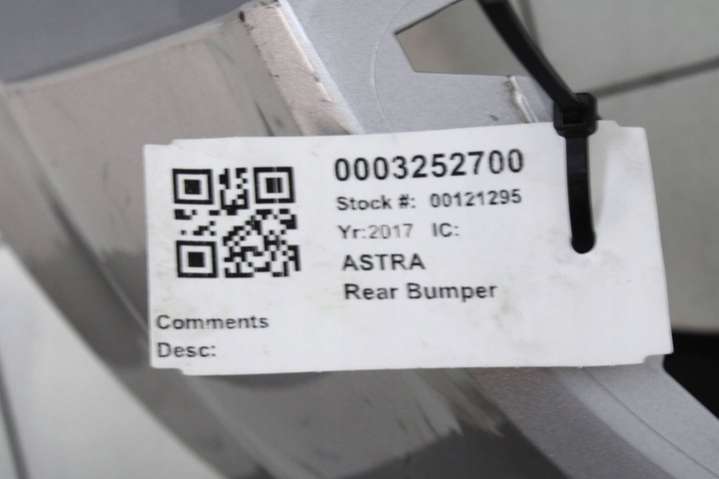 0003252700
Stock #: 00121295
Yr:2017 IC:
ASTRA
Rear Bumper
Comments
Desc: